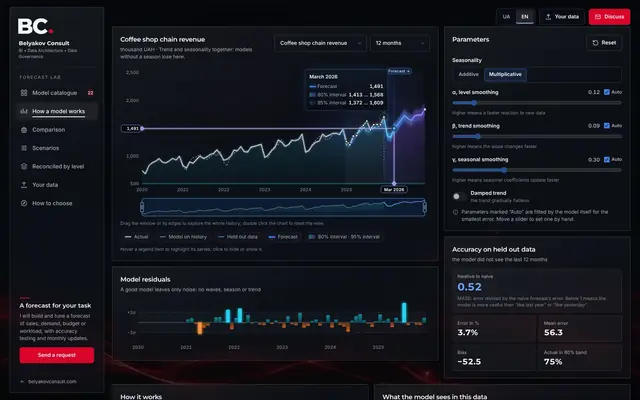 BC.
Belyakov Consult
BI • Data Architecture • Data
Governance
FORECAST LAB
Model catalogue 22
How a model works
Comparison
Scenarios
Reconciled by level
Your data
How to choose
A forecast for your task
I will build and tune a forecast
of sales, demand, budget or
workload, with accuracy
testing and monthly updates.
Send a request
← belyakovconsult.com
UA EN Your data Discuss
Coffee shop chain revenue
thousand UAH · Trend and seasonality together: models
without a season lose here.
Coffee shop chain revenue
12 months
Forecast →
March 2026
Forecast 1,491
80% interval 1,413 … 1,568
95% interval 1,372 … 1,609
2,500
2,000
1,491
1,000
500
2020 2021 2022 2023 2024 2025 Mar 2026
Drag the window or its edges to explore the whole history; double click the chart to reset the view.
Actual Model on history Held out data Forecast 80% interval · 95% interval
Hover a legend item to highlight its series, click to hide or show it.
Model residuals
A good model leaves only noise: no waves, season or trend
2020 2021 2022 2023 2024 2025
Parameters
Reset
Seasonality
Additive Multiplicative
α, level smoothing 0.12 Auto
Higher means a faster reaction to new data
β, trend smoothing 0.09 Auto
Higher means the slope changes faster
γ, seasonal smoothing 0.30 Auto
Higher means seasonal coefficients update faster
Damped trend
the trend gradually flattens
Parameters marked "Auto" are fitted by the model itself for the
smallest error. Move a slider to set one by hand.
Accuracy on held out data
the model did not see the last 12 months
Relative to naive
0.52
MASE: error divided by the naive forecast's error. Below 1 means the
model is more useful than "like last year" or "like yesterday".
Error in %
3.7%
Mean error
56.3
Bias
−52.5
Actual in 80% band
75%
How it works
What the model sees in this data